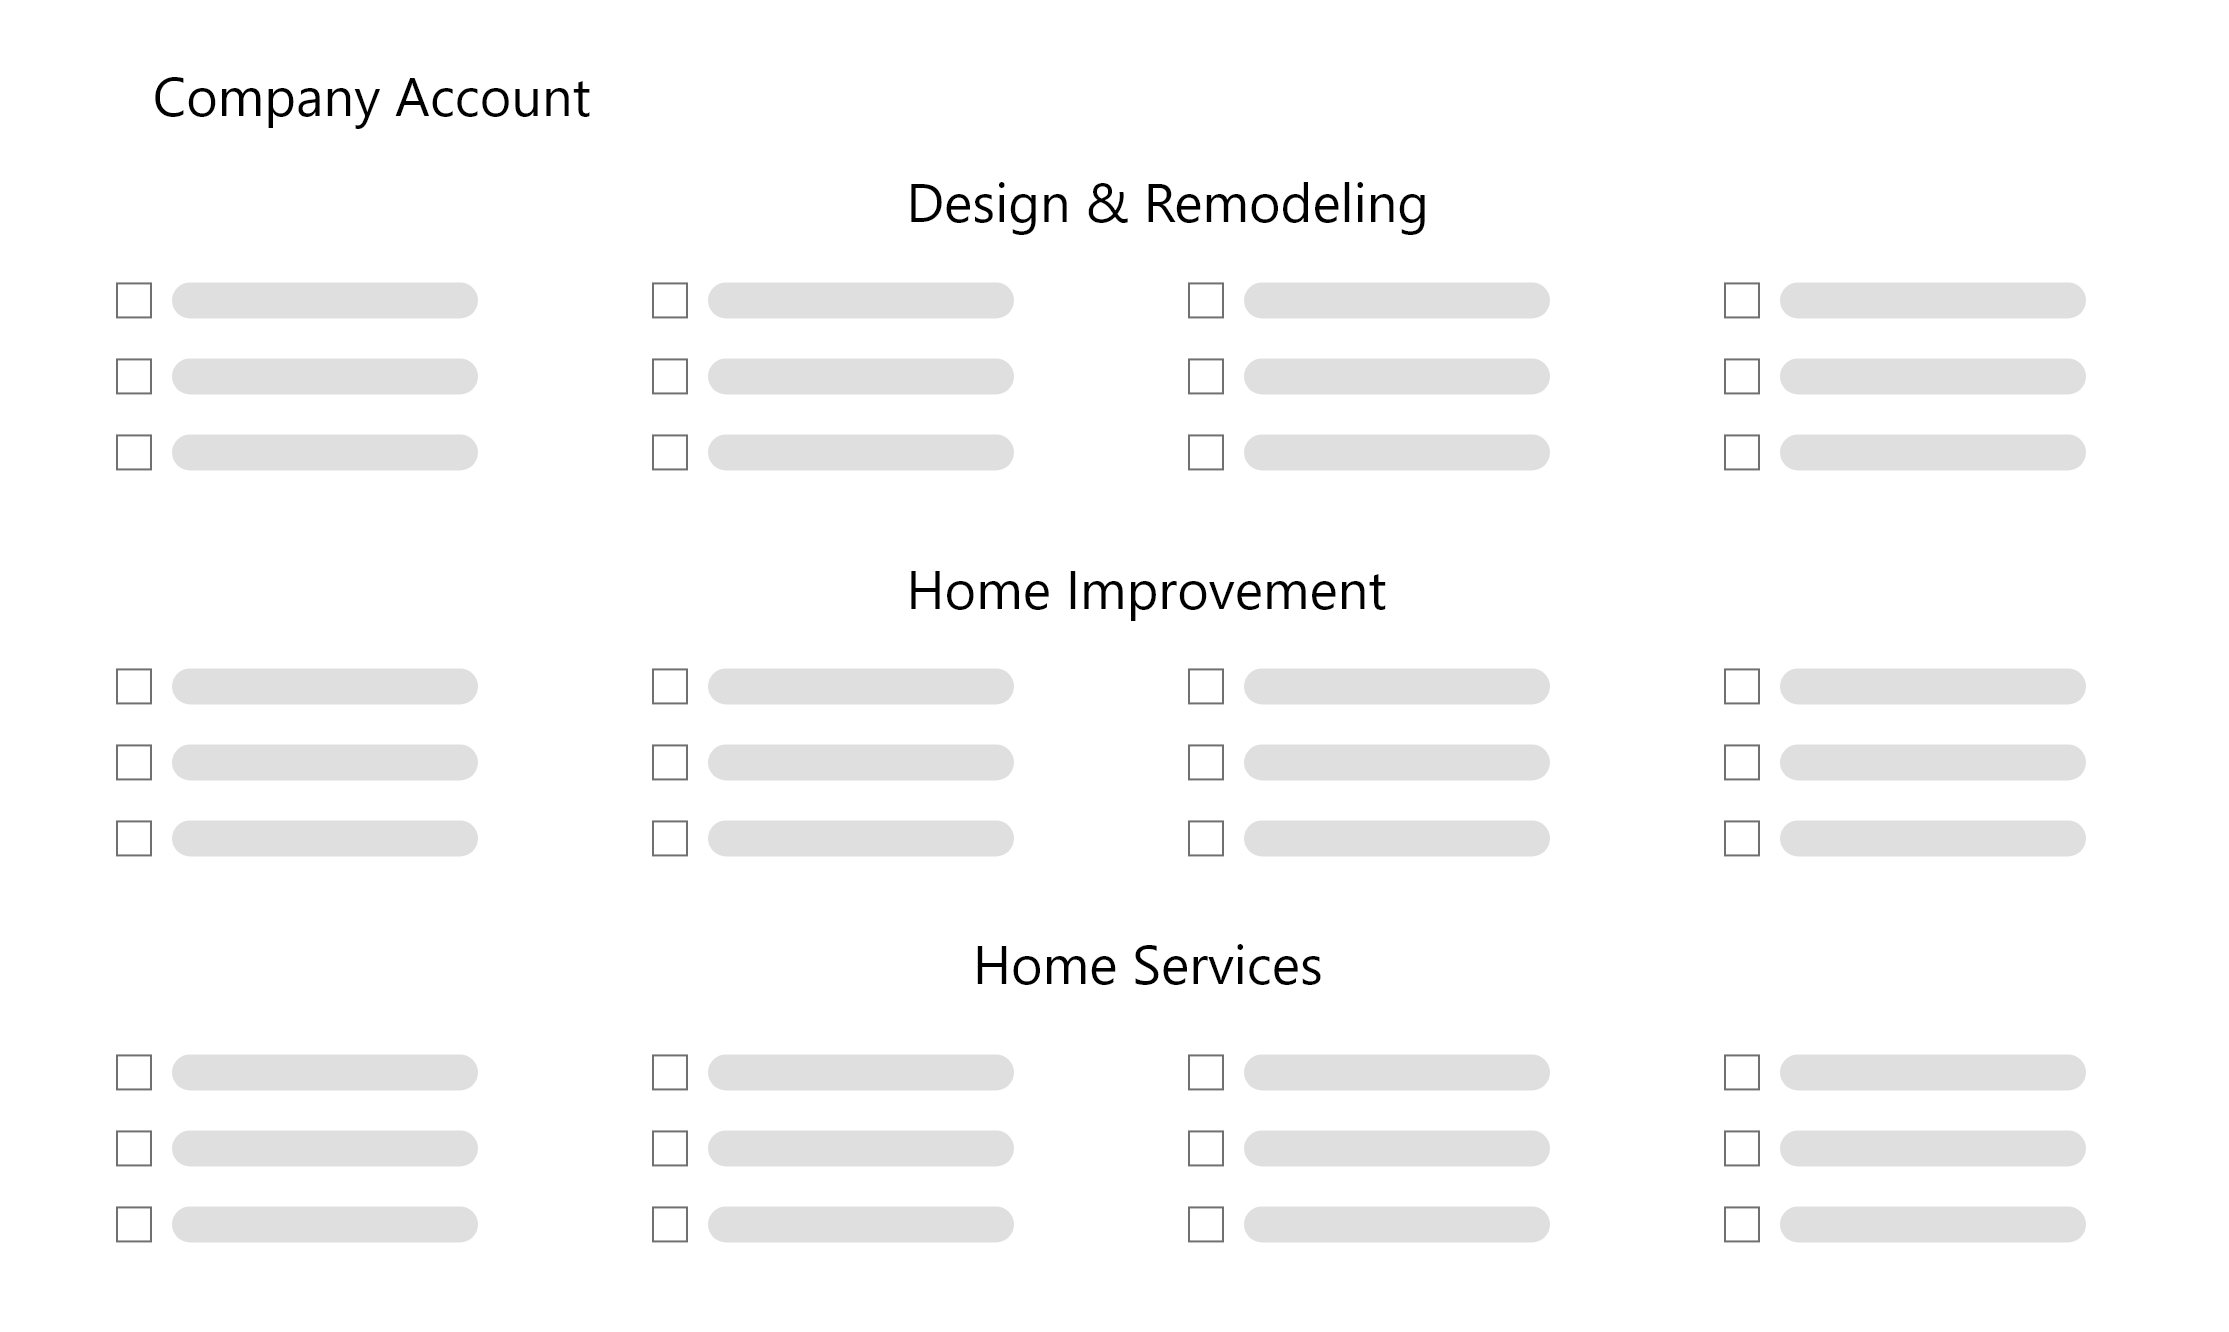 Company Account
Design & Remodeling
Home Improvement
Home Services